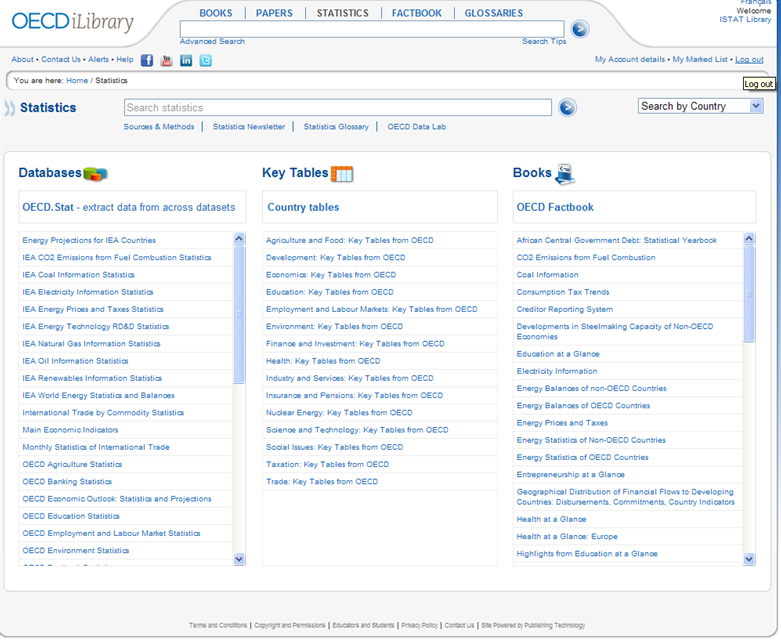 OECD iLibrary
BOOKS | PAPERS | STATISTICS | FACTBOOK | GLOSSARIES
Français
Welcome
ISTAT Library
Advanced Search
Search Tips
About • Contact Us • Alerts • Help
My Account details • My Marked List • Log out
You are here: Home / Statistics
Log out
Statistics
Search statistics
Search by Country
Sources & Methods | Statistics Newsletter | Statistics Glossary | OECD Data Lab
Databases
OECD.Stat - extract data from across datasets
Energy Projections for IEA Countries
IEA CO2 Emissions from Fuel Combustion Statistics
IEA Coal Information Statistics
IEA Electricity Information Statistics
IEA Energy Prices and Taxes Statistics
IEA Energy Technology RD&D Statistics
IEA Natural Gas Information Statistics
IEA Oil Information Statistics
IEA Renewables Information Statistics
IEA World Energy Statistics and Balances
International Trade by Commodity Statistics
Main Economic Indicators
Monthly Statistics of International Trade
OECD Agriculture Statistics
OECD Banking Statistics
OECD Economic Outlook: Statistics and Projections
OECD Education Statistics
OECD Employment and Labour Market Statistics
OECD Environment Statistics
Key Tables
Country tables
Agriculture and Food: Key Tables from OECD
Development: Key Tables from OECD
Economics: Key Tables from OECD
Education: Key Tables from OECD
Employment and Labour Markets: Key Tables from OECD
Environment: Key Tables from OECD
Finance and Investment: Key Tables from OECD
Health: Key Tables from OECD
Industry and Services: Key Tables from OECD
Insurance and Pensions: Key Tables from OECD
Nuclear Energy: Key Tables from OECD
Science and Technology: Key Tables from OECD
Social Issues: Key Tables from OECD
Taxation: Key Tables from OECD
Trade: Key Tables from OECD
Books
OECD Factbook
African Central Government Debt: Statistical Yearbook
CO2 Emissions from Fuel Combustion
Coal Information
Consumption Tax Trends
Creditor Reporting System
Developments in Steelmaking Capacity of Non-OECD
Economies
Education at a Glance
Electricity Information
Energy Balances of non-OECD Countries
Energy Balances of OECD Countries
Energy Prices and Taxes
Energy Statistics of Non-OECD Countries
Energy Statistics of OECD Countries
Entrepreneurship at a Glance
Geographical Distribution of Financial Flows to Developing
Countries: Disbursements, Commitments, Country Indicators
Health at a Glance
Health at a Glance: Europe
Highlights from Education at a Glance
Terms and Conditions | Copyright and Permissions | Educators and Students | Privacy Policy | Contact Us | Site Powered by Publishing Technology